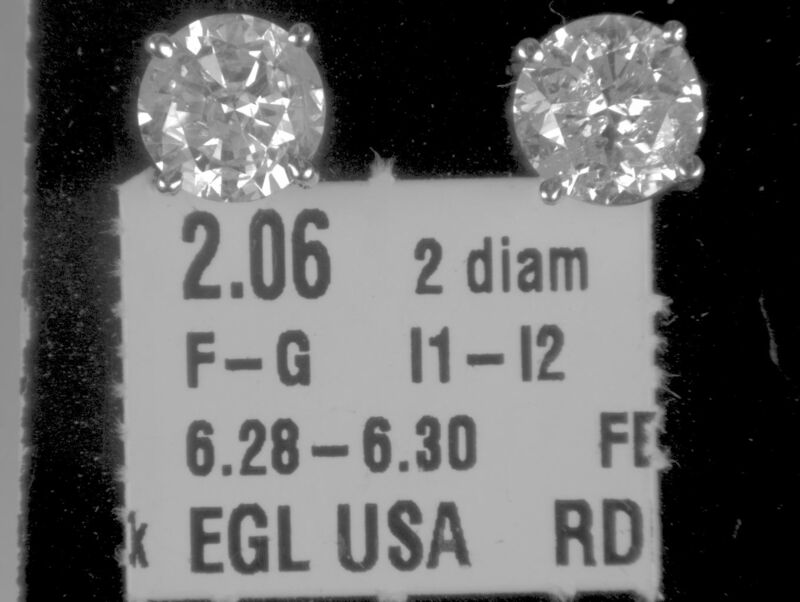 2.06 2 diam
F-G I1-I2
6.28-6.30
EGL USA RD